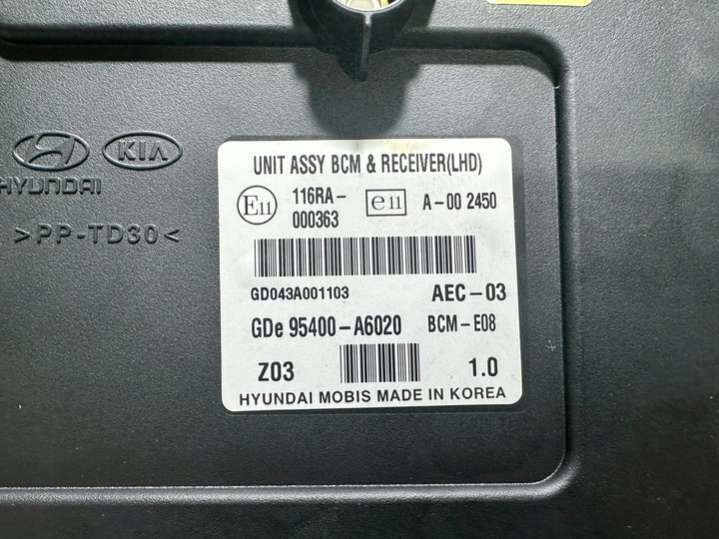 HYUNDAI
KIA
>PP-TD30<
UNIT ASSY BCM & RECEIVER(LHD)
E11
116RA-
000363
e11
A-00 2450
GD043A001103
AEC-03
GDe 95400-A6020
BCM-E08
Z03
1.0
HYUNDAI MOBIS MADE IN KOREA